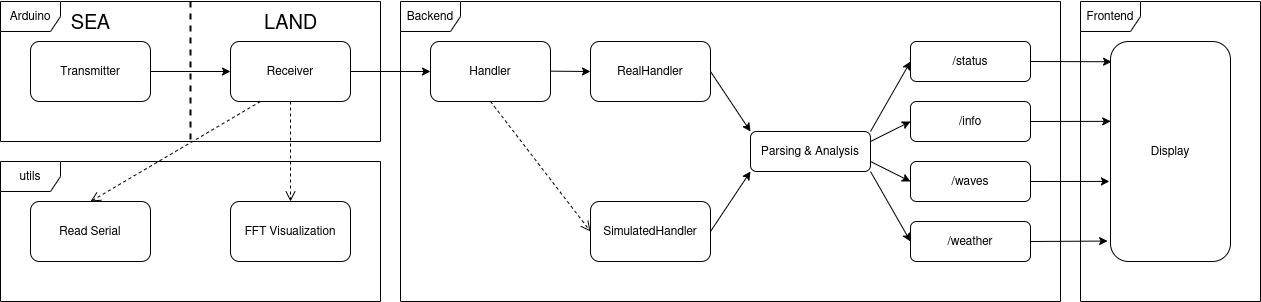 Arduino
SEA
LAND
Transmitter
Receiver
utils
Read Serial
FFT Visualization
Backend
Handler
RealHandler
SimulatedHandler
Parsing & Analysis
/status
/info
/waves
/weather
Frontend
Display